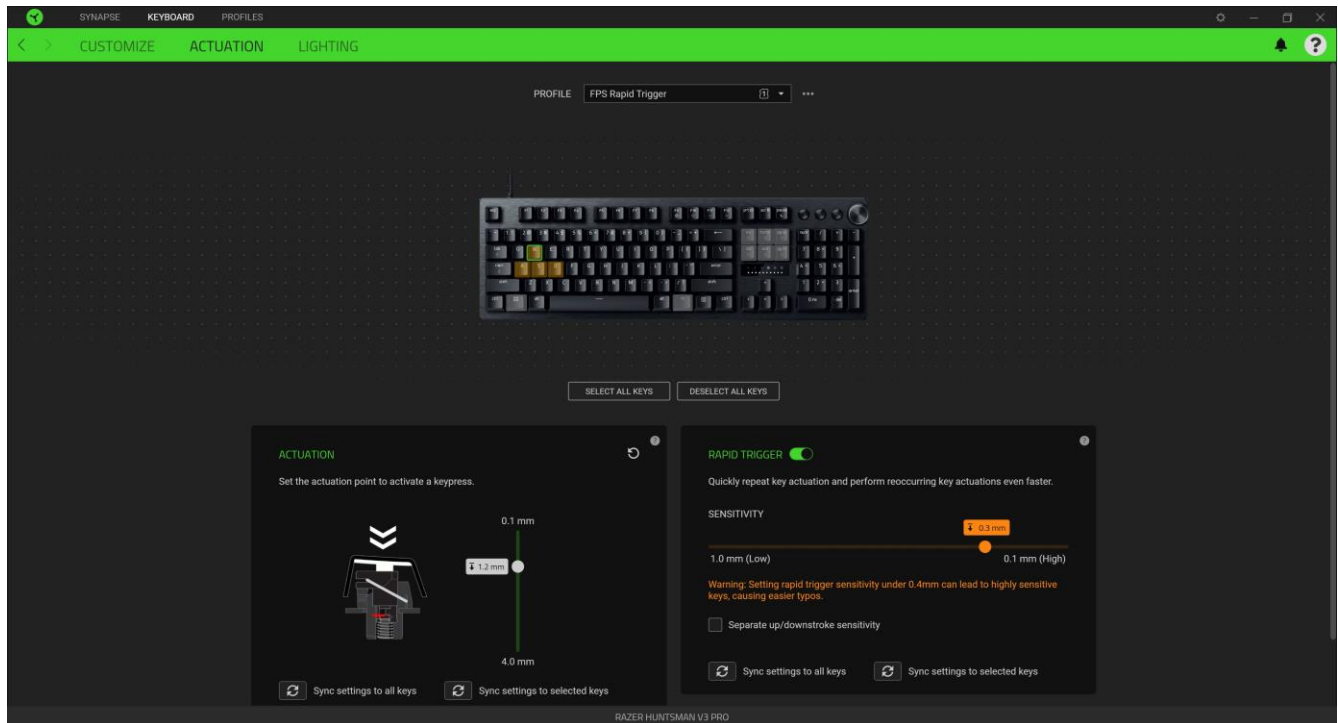 SYNAPSE KEYBOARD PROFILES
CUSTOMIZE ACTUATION LIGHTING
?
PROFILE FPS Rapid Trigger 1
SELECT ALL KEYS DESELECT ALL KEYS
ACTUATION
?
Set the actuation point to activate a keypress.
0.1 mm
1.2 mm
4.0 mm
Sync settings to all keys Sync settings to selected keys
RAPID TRIGGER
?
Quickly repeat key actuation and perform reoccurring key actuations even faster.
SENSITIVITY
0.3 mm
1.0 mm (Low) 0.1 mm (High)
Warning: Setting rapid trigger sensitivity under 0.4mm can lead to highly sensitive
keys, causing easier typos.
Separate up/downstroke sensitivity
Sync settings to all keys Sync settings to selected keys
RAZER HUNTSMAN V3 PRO